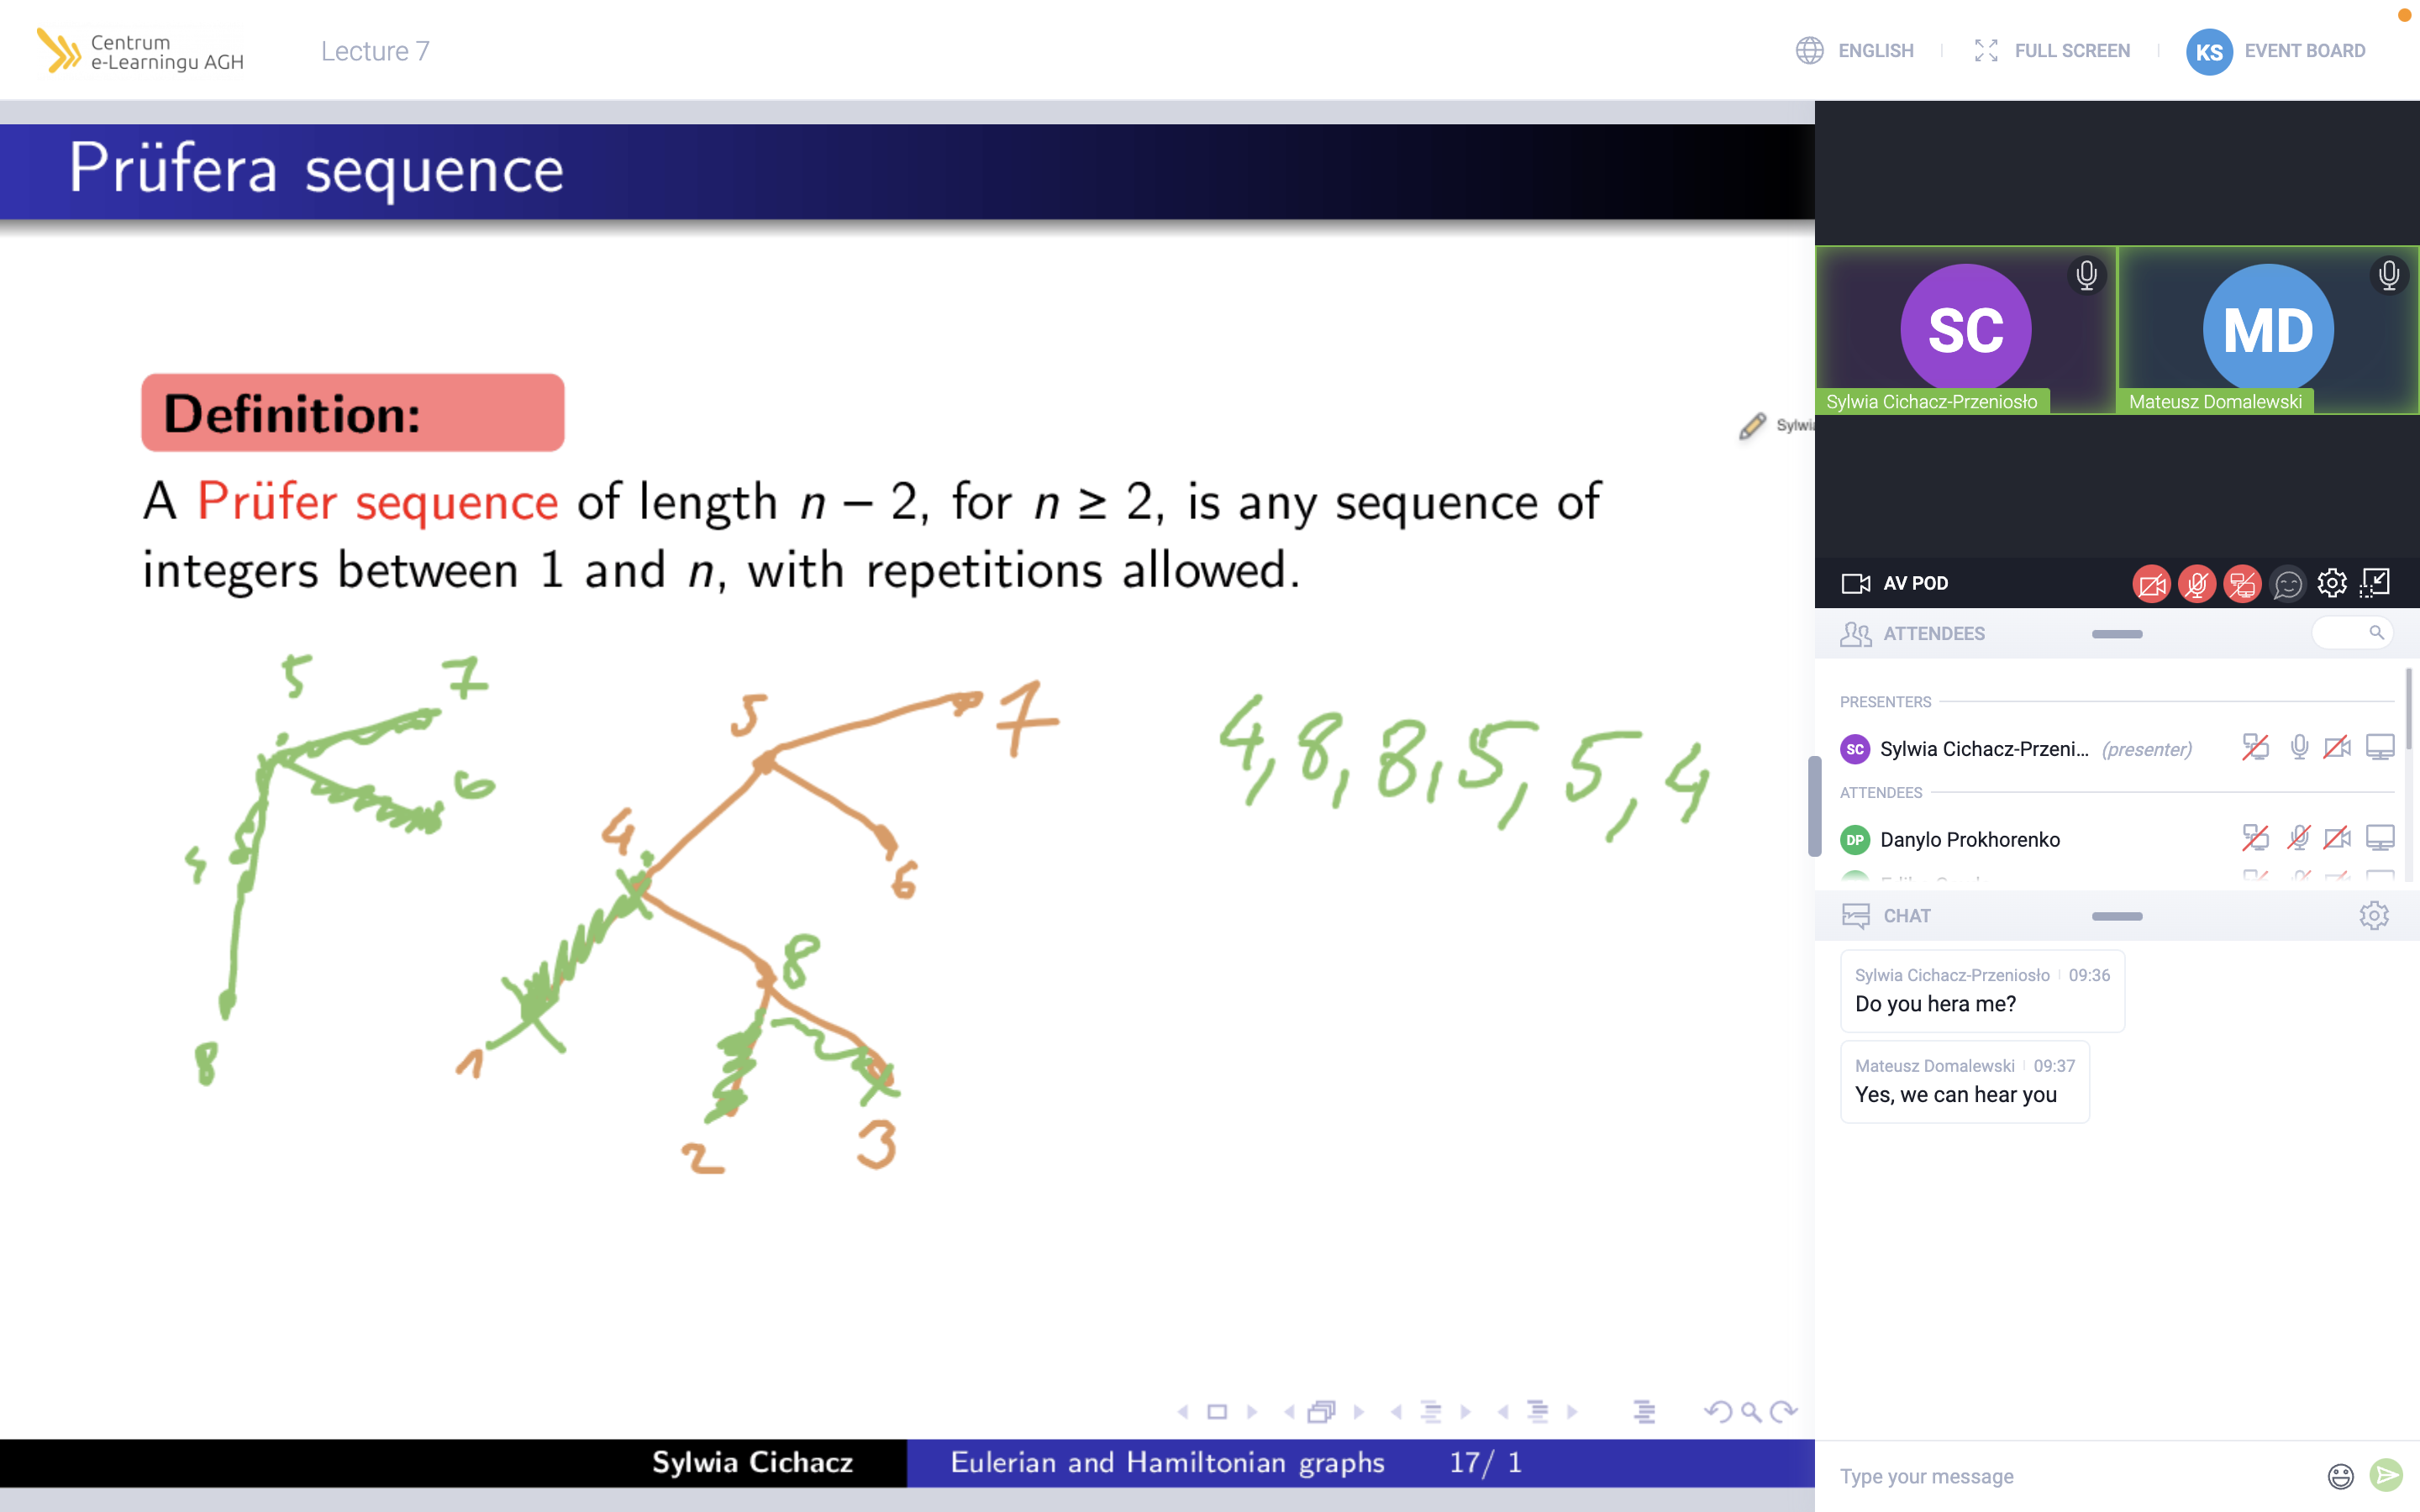 Centrum
e-Learningu AGH
Lecture 7
ENGLISH
FULL SCREEN
KS
EVENT BOARD
Prüfera sequence
Definition:
Sylwia
A Prüfer sequence of length n – 2, for n ≥ 2, is any sequence of
integers between 1 and n, with repetitions allowed.
5
7
6
4
8
5
7
4
6
8
1
2
3
4, 8, 8, 5, 5, 4
Sylwia Cichacz
Eulerian and Hamiltonian graphs
17/ 1
SC
Sylwia Cichacz-Przeniosło
MD
Mateusz Domalewski
AV POD
ATTENDEES
PRESENTERS
SC
Sylwia Cichacz-Przeni... (presenter)
ATTENDEES
DP
Danylo Prokhorenko
CHAT
Sylwia Cichacz-Przeniosło 09:36
Do you hera me?
Mateusz Domalewski 09:37
Yes, we can hear you
Type your message